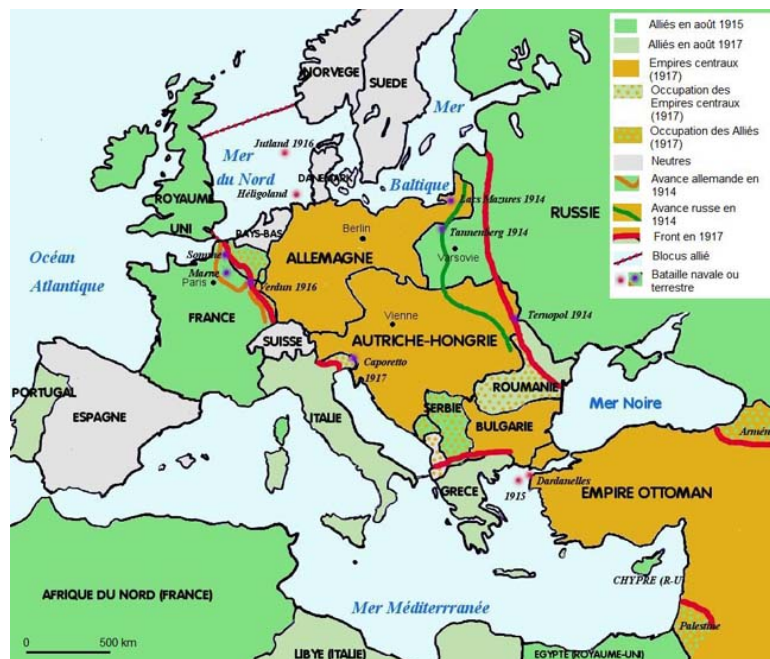 Alliés en août 1915
Alliés en août 1917
Empires centraux
(1917)
Occupation des
Empires centraux
(1917)
Occupation des Alliés
(1917)
Neutres
Avance allemande en
1914
Avance russe en
1914
Front en 1917
Blocus allié
Bataille navale ou
terrestre
NORVEGE
SUÈDE
Mer
Baltique
Jutland 1916
Mer
du Nord
Héligoland
DANEMARK
ROYAUME
UNI
PAYS-BAS
Lacs Mazures 1914
Tannenberg 1914
Varsovie
RUSSIE
Berlin
ALLEMAGNE
Océan
Atlantique
Somme
Marne
Paris
Verdun 1916
FRANCE
SUISSE
Vienne
AUTRICHE-HONGRIE
Ternopol 1914
Caporetto
1917
ROUMANIE
SERBIE
BULGARIE
Mer Noire
PORTUGAL
ESPAGNE
ITALIE
GRECE
1915
Dardanelles
Armén
EMPIRE OTTOMAN
CHYPRE (R-U
Palestine
AFRIQUE DU NORD (FRANCE)
Mer Méditerrranée
LIBYE (ITALIE)
EGYPTE (ROYAUME-UNI)
0
500 km